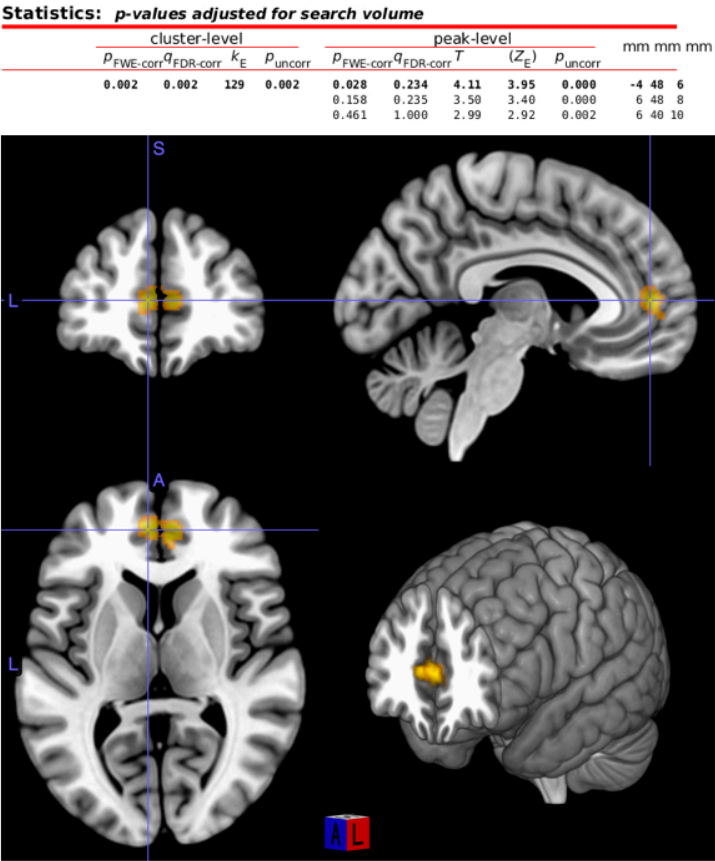 Statistics: p-values adjusted for search volume
cluster-level peak-level
mm mm mm
pFWE-corr qFDR-corr kE puncorr pFWE-corr qFDR-corr T (ZE) puncorr
0.002 0.002 129 0.002 0.028 0.234 4.11 3.95 0.000 -4 48 6
0.158 0.235 3.50 3.40 0.000 6 48 8
0.461 1.000 2.99 2.92 0.002 6 40 10
S
L
A
L
A L